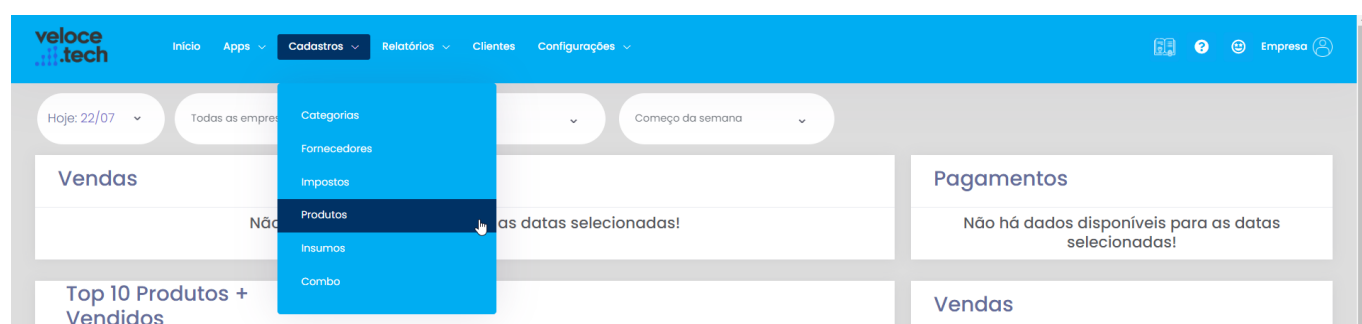 veloce
.tech
Início Apps Cadastros Relatórios Clientes Configurações Empresa
Hoje: 22/07 Todas as empres Começo da semana
Categorias
Fornecedores
Impostos
Produtos
Insumos
Combo
Vendas
Não as datas selecionadas!
Pagamentos
Não há dados disponíveis para as datas
selecionadas!
Top 10 Produtos +
Vendidos
Vendas